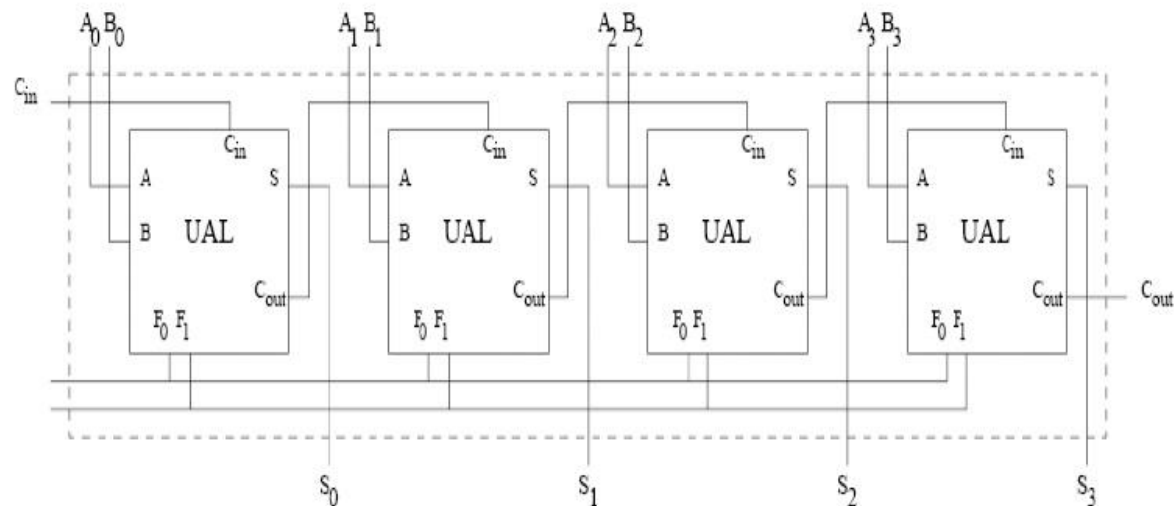 A0 B0 A1 B1 A2 B2 A3 B3
Cin
Cin Cin Cin Cin
A S A S A S A S
B UAL B UAL B UAL B UAL
Cout Cout Cout Cout Cout
F0 F1 F0 F1 F0 F1 F0 F1
S0 S1 S2 S3